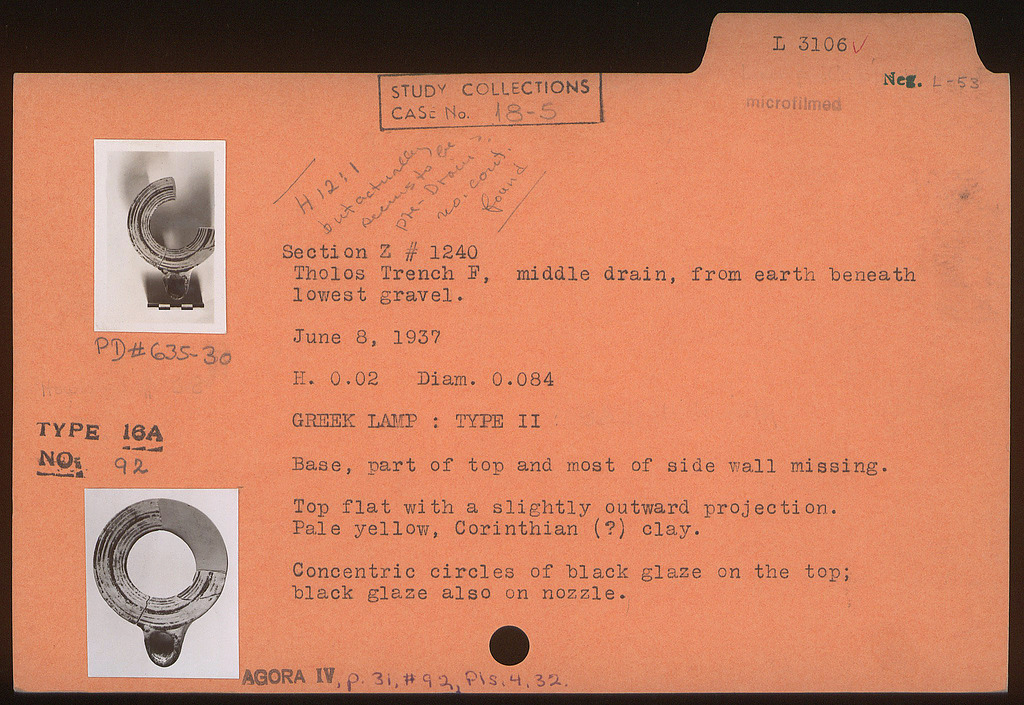 L 3106✓
Neg. L-53
microfilmed
STUDY COLLECTIONS
CASE No. 18-5
H 12:1
but actually
seems to be
pre-Drain?
no. cont.
found
Section Z # 1240
Tholos Trench F, middle drain, from earth beneath
lowest gravel.
June 8, 1937
H. 0.02 Diam. 0.084
GREEK LAMP : TYPE II
Base, part of top and most of side wall missing.
Top flat with a slightly outward projection.
Pale yellow, Corinthian (?) clay.
Concentric circles of black glaze on the top;
black glaze also on nozzle.
PD# 635-30
TYPE 16A
NO: 92
AGORA IV, p. 31, #92, Pls. 4, 32.